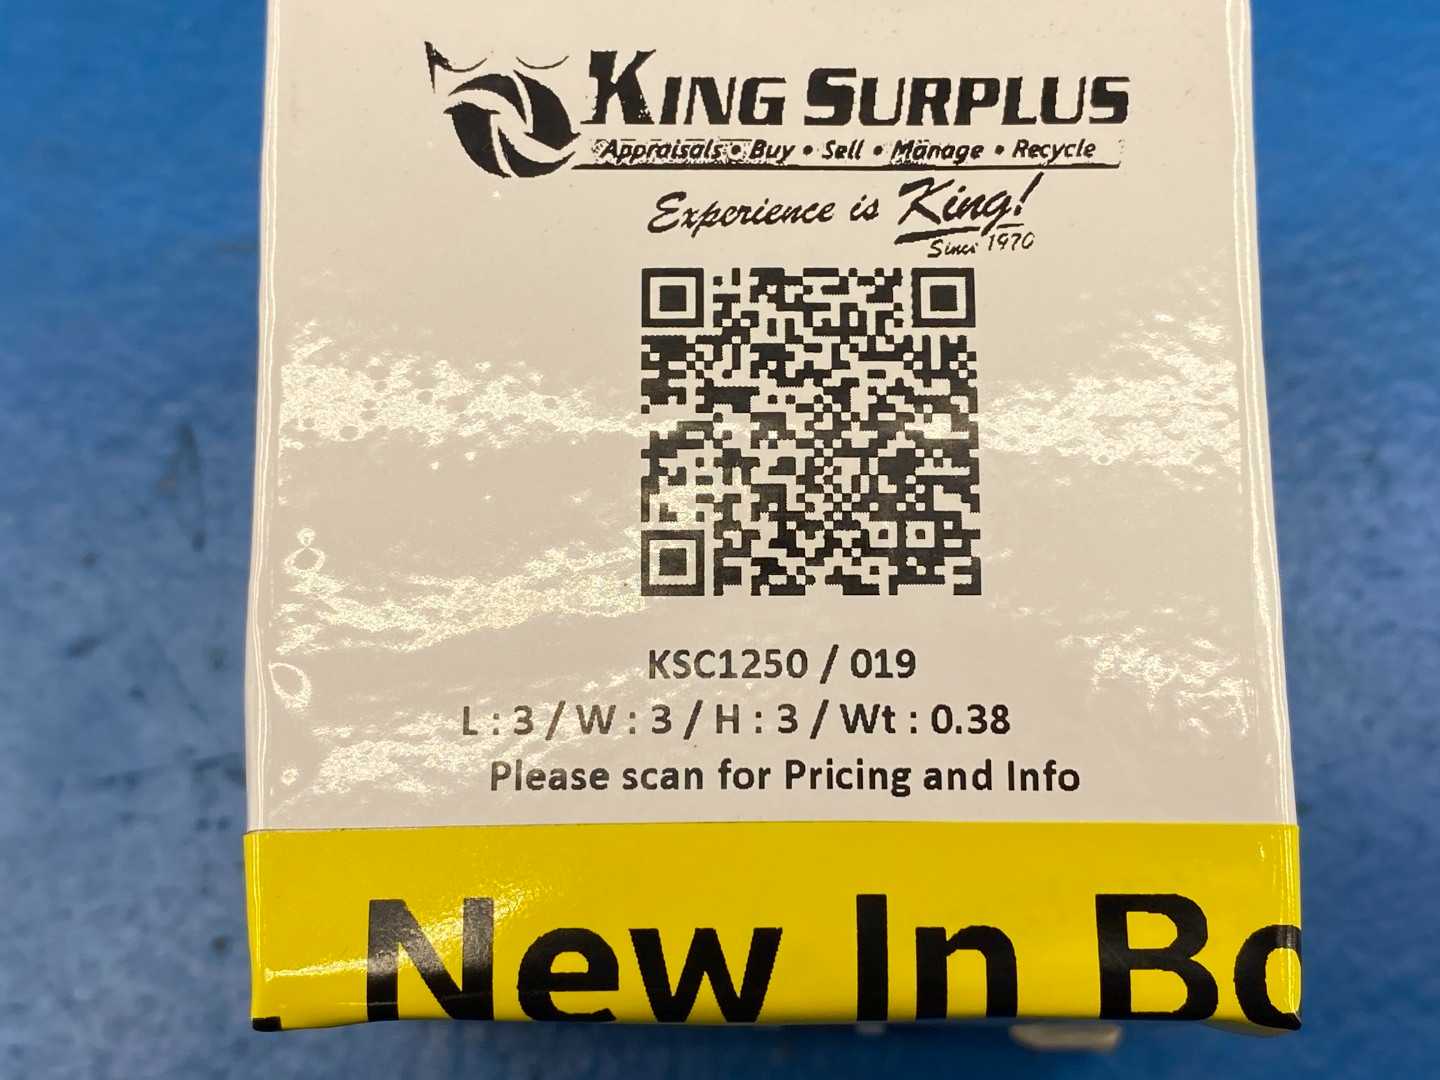 KING SURPLUS
Appraisals • Buy • Sell • Manage • Recycle
Experience is King!
Since 1970
KSC1250 / 019
L : 3 / W : 3 / H : 3 / Wt : 0.38
Please scan for Pricing and Info
New In Bo